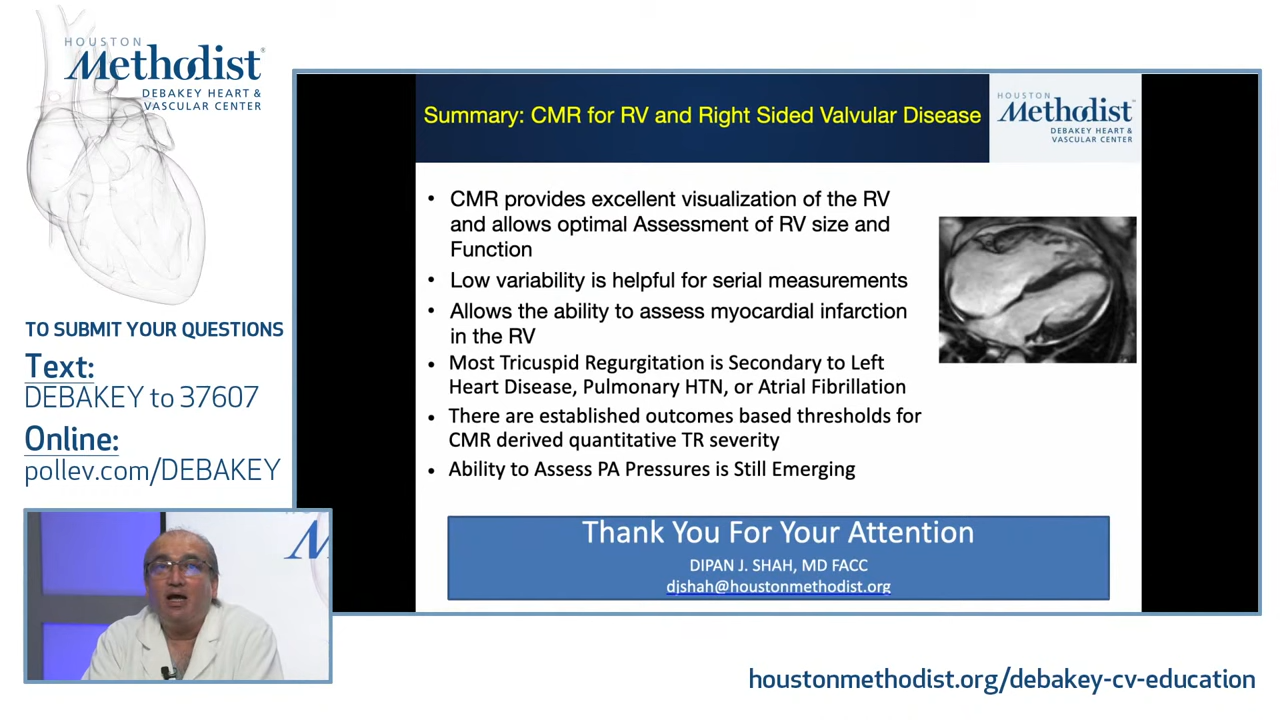 HOUSTON
Methodist®
DEBAKEY HEART &
VASCULAR CENTER
TO SUBMIT YOUR QUESTIONS
Text:
DEBAKEY to 37607
Online:
pollev.com/DEBAKEY
Summary: CMR for RV and Right Sided Valvular Disease
HOUSTON
Methodist
DEBAKEY HEART &
VASCULAR CENTER
• CMR provides excellent visualization of the RV
and allows optimal Assessment of RV size and
Function
• Low variability is helpful for serial measurements
• Allows the ability to assess myocardial infarction
in the RV
• Most Tricuspid Regurgitation is Secondary to Left
Heart Disease, Pulmonary HTN, or Atrial Fibrillation
• There are established outcomes based thresholds for
CMR derived quantitative TR severity
• Ability to Assess PA Pressures is Still Emerging
Thank You For Your Attention
DIPAN J. SHAH, MD FACC
djshah@houstonmethodist.org
houstonmethodist.org/debakey-cv-education